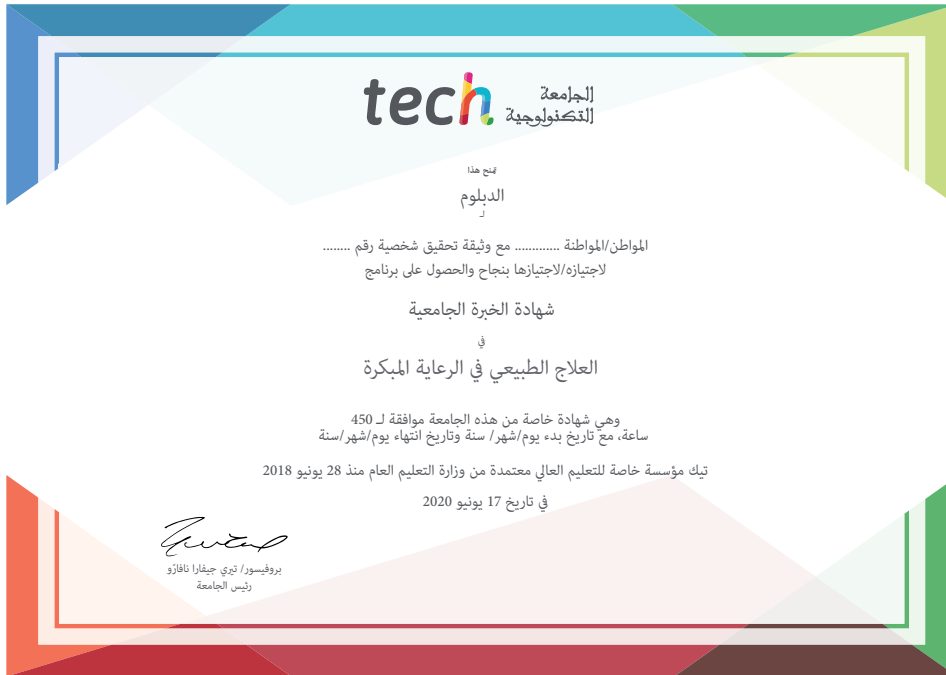 tech الجامعة
التكنولوجية
تمنح هذا
الدبلوم
لـ
المواطن/المواطنة ............. مع وثيقة تحقيق شخصية رقم ........
لاجتيازه/لاجتيازها بنجاح والحصول على برنامج
شهادة الخبرة الجامعية
في
العلاج الطبيعي في الرعاية المبكرة
وهي شهادة خاصة من هذه الجامعة موافقة لـ 450
ساعة، مع تاريخ بدء يوم/شهر/ سنة وتاريخ انتهاء يوم/شهر/سنة
تيك مؤسسة خاصة للتعليم العالي معتمدة من وزارة التعليم العام منذ 28 يونيو 2018
في تاريخ 17 يونيو 2020
بروفيسور/ تيري جيفارا نافارّو
رئيس الجامعة